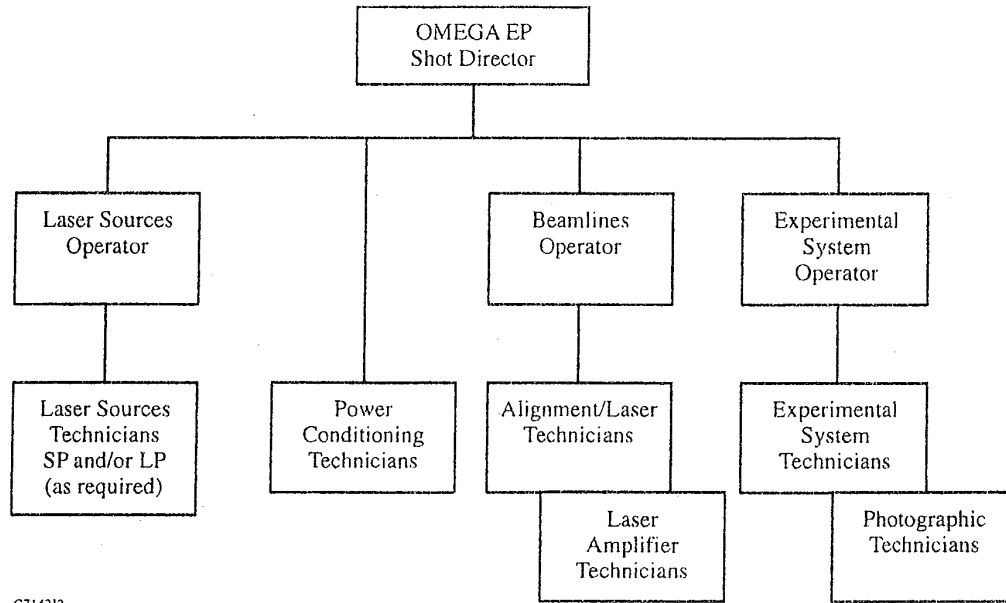 OMEGA EP
Shot Director
Laser Sources
Operator
Beamlines
Operator
Experimental
System
Operator
Laser Sources
Technicians
SP and/or LP
(as required)
Power
Conditioning
Technicians
Alignment/Laser
Technicians
Experimental
System
Technicians
Laser
Amplifier
Technicians
Photographic
Technicians